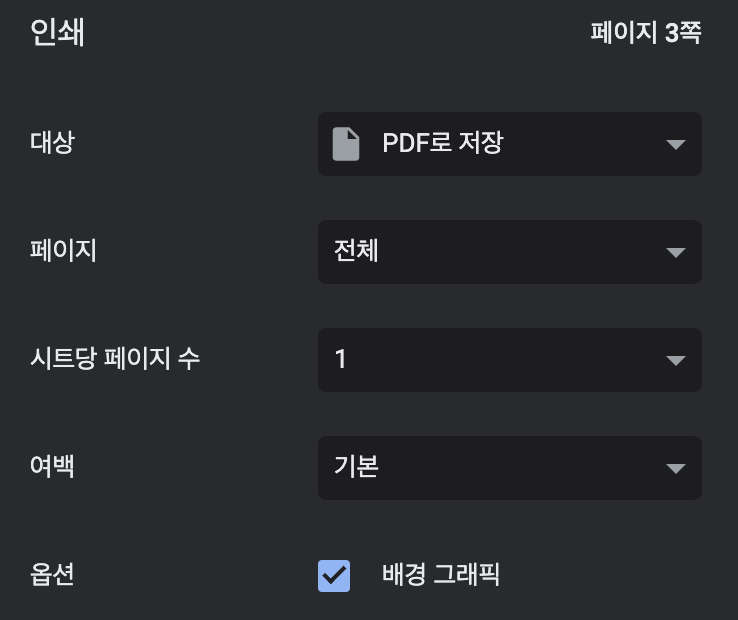 인쇄 페이지 3쪽
대상 PDF로 저장
페이지 전체
시트당 페이지 수 1
여백 기본
옵션 배경 그래픽